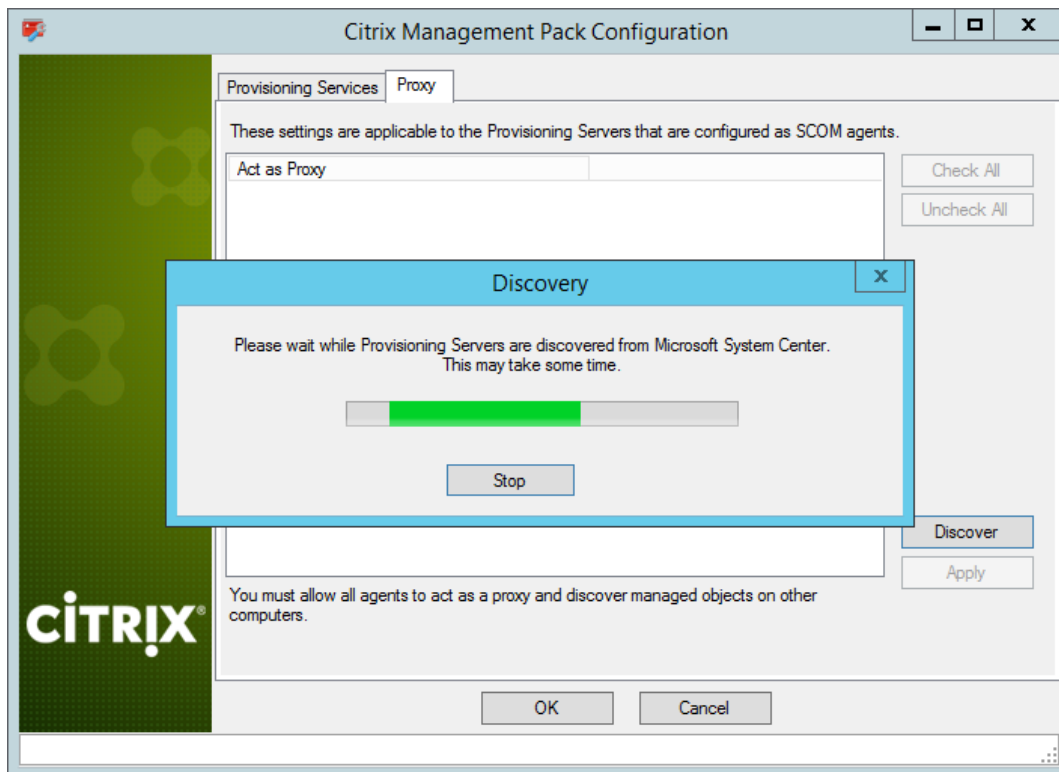 Citrix Management Pack Configuration
Provisioning Services
Proxy
These settings are applicable to the Provisioning Servers that are configured as SCOM agents.
Act as Proxy
Check All
Uncheck All
Discovery
X
Please wait while Provisioning Servers are discovered from Microsoft System Center.
This may take some time.
Stop
Discover
Apply
You must allow all agents to act as a proxy and discover managed objects on other
computers.
CİTRIX®
OK
Cancel